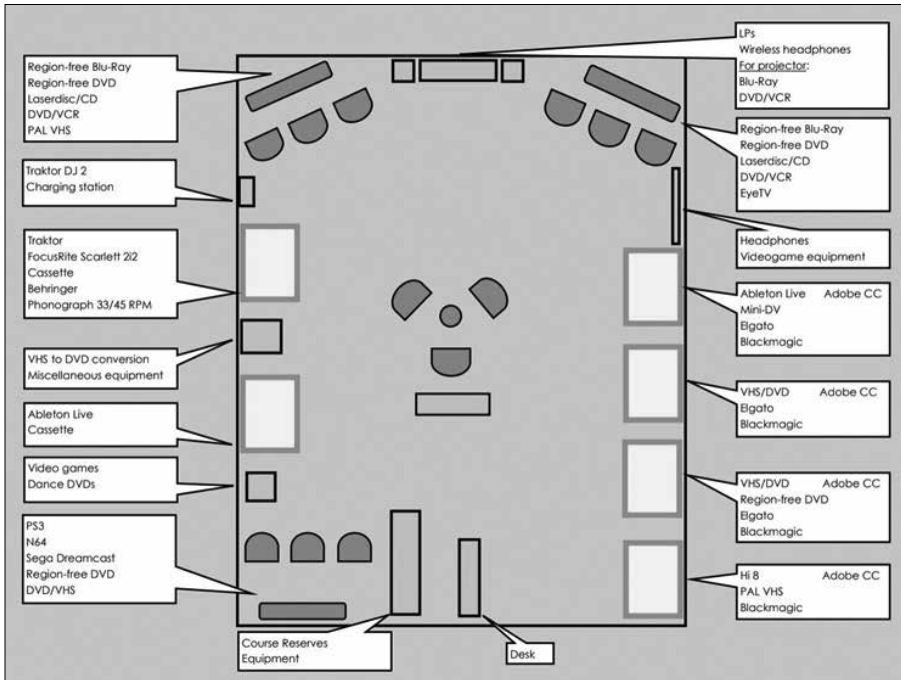 Region-free Blu-Ray
Region-free DVD
Laserdisc/CD
DVD/VCR
PAL VHS
Traktor DJ 2
Charging station
Traktor
FocusRite Scarlett 2i2
Cassette
Behringer
Phonograph 33/45 RPM
VHS to DVD conversion
Miscellaneous equipment
Ableton Live
Cassette
Video games
Dance DVDs
PS3
N64
Sega Dreamcast
Region-free DVD
DVD/VHS
Course Reserves
Equipment
Desk
LPs
Wireless headphones
For projector:
Blu-Ray
DVD/VCR
Region-free Blu-Ray
Region-free DVD
Laserdisc/CD
DVD/VCR
EyeTV
Headphones
Videogame equipment
Ableton Live Adobe CC
Mini-DV
Elgato
Blackmagic
VHS/DVD Adobe CC
Elgato
Blackmagic
VHS/DVD Adobe CC
Region-free DVD
Elgato
Blackmagic
Hi 8 Adobe CC
PAL VHS
Blackmagic